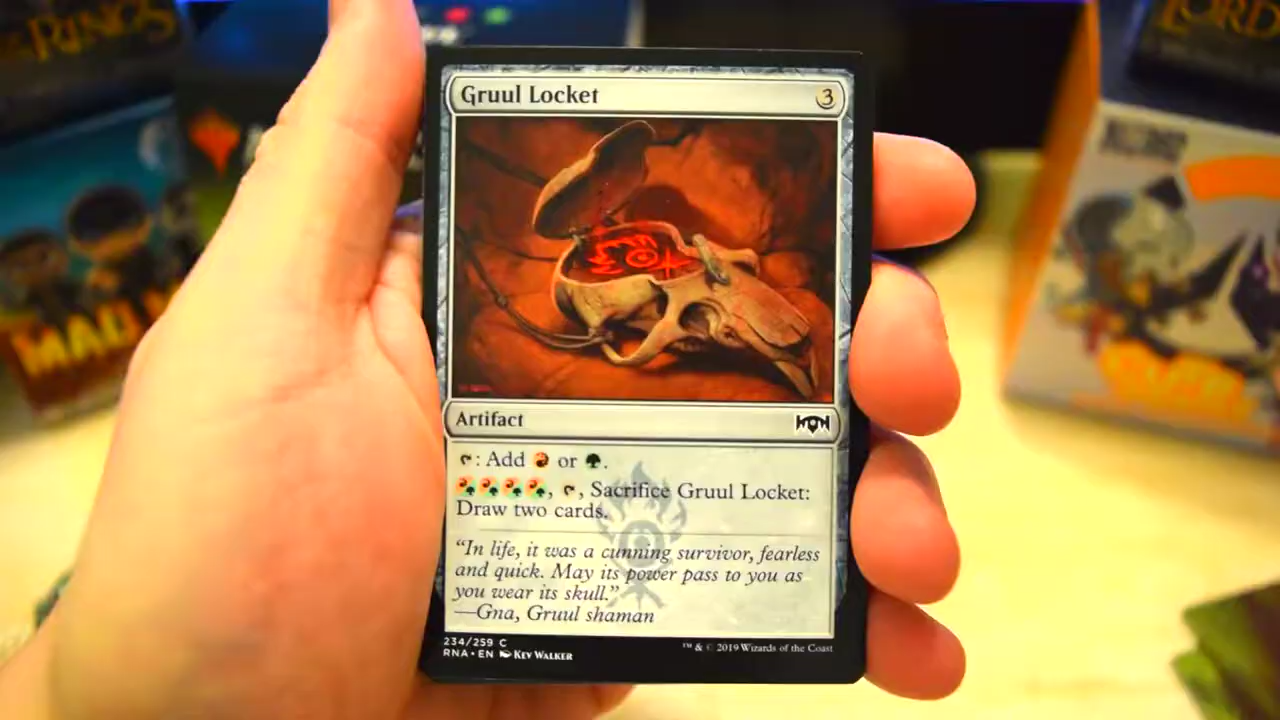 RINGS
LORD
MAD
Gruul Locket
3
Artifact
: Add or .
, , Sacrifice Gruul Locket:
Draw two cards.
“In life, it was a cunning survivor, fearless
and quick. May its power pass to you as
you wear its skull.”
—Gna, Gruul shaman
234/259 C
RNA • EN KEV WALKER
™ & © 2019 Wizards of the Coast